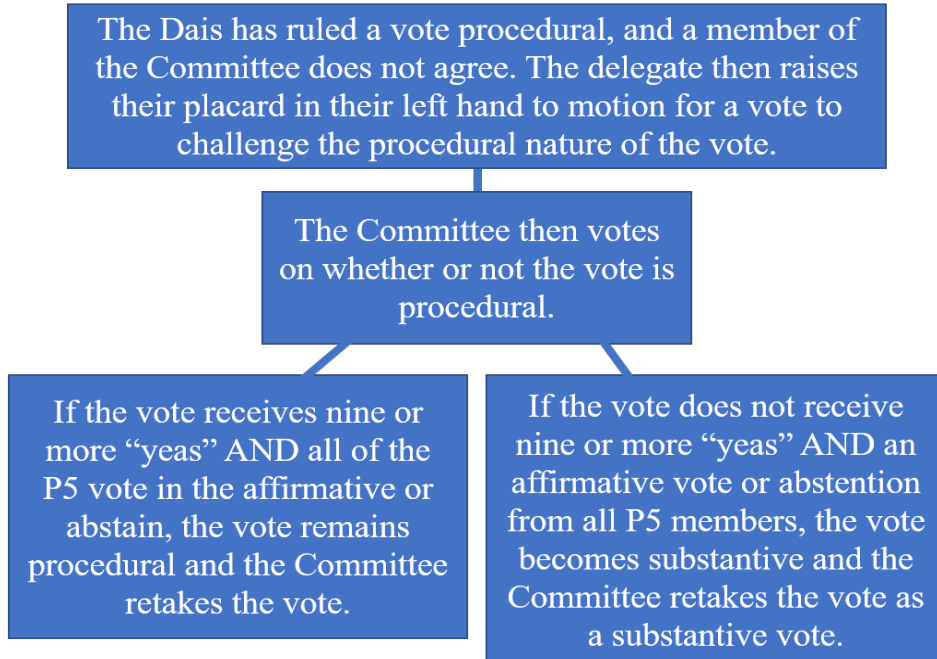 The Dais has ruled a vote procedural, and a member of
the Committee does not agree. The delegate then raises
their placard in their left hand to motion for a vote to
challenge the procedural nature of the vote.
The Committee then votes
on whether or not the vote is
procedural.
If the vote receives nine or
more “yeas” AND all of the
P5 vote in the affirmative or
abstain, the vote remains
procedural and the Committee
retakes the vote.
If the vote does not receive
nine or more “yeas” AND an
affirmative vote or abstention
from all P5 members, the vote
becomes substantive and the
Committee retakes the vote as
a substantive vote.